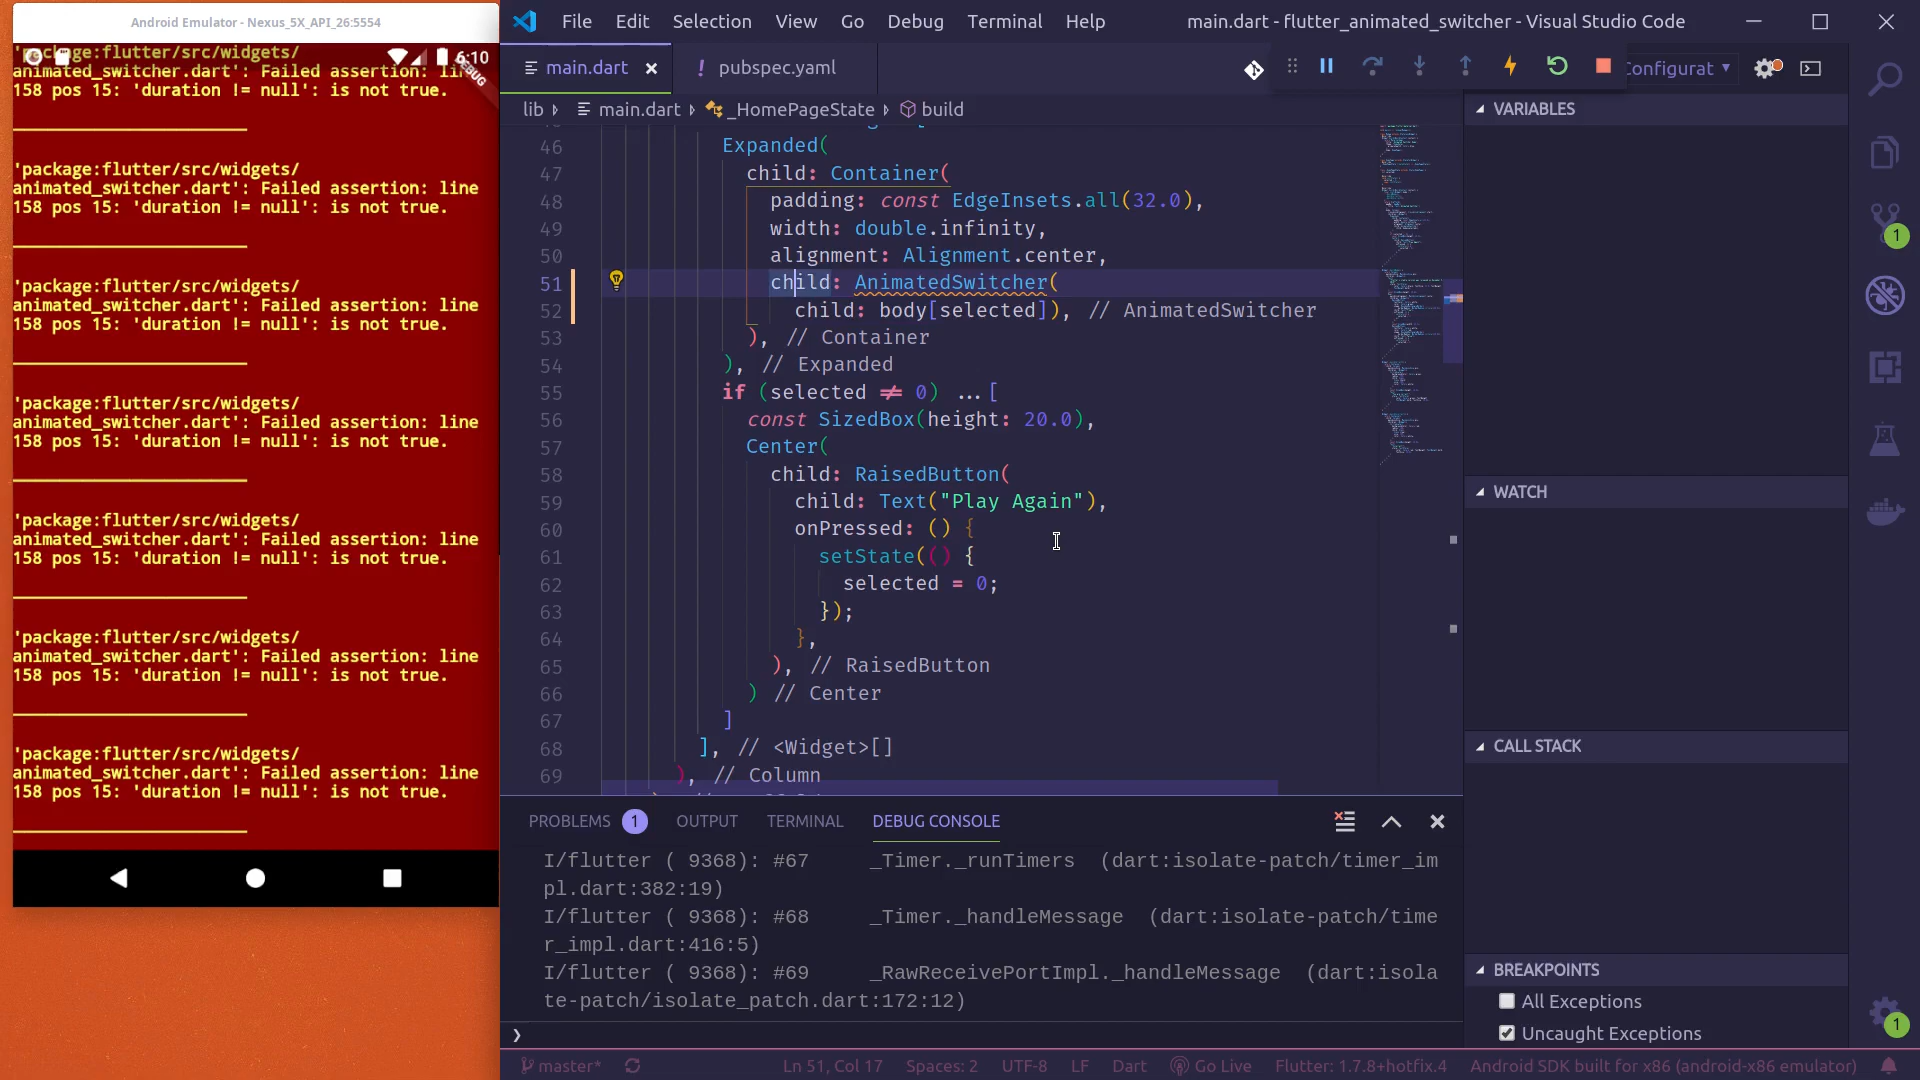 Android Emulator - Nexus_5X_API_26:5554
6:10
DEBUG
'package:flutter/src/widgets/
animated_switcher.dart': Failed assertion: line
158 pos 15: 'duration != null': is not true.
'package:flutter/src/widgets/
animated_switcher.dart': Failed assertion: line
158 pos 15: 'duration != null': is not true.
'package:flutter/src/widgets/
animated_switcher.dart': Failed assertion: line
158 pos 15: 'duration != null': is not true.
'package:flutter/src/widgets/
animated_switcher.dart': Failed assertion: line
158 pos 15: 'duration != null': is not true.
'package:flutter/src/widgets/
animated_switcher.dart': Failed assertion: line
158 pos 15: 'duration != null': is not true.
'package:flutter/src/widgets/
animated_switcher.dart': Failed assertion: line
158 pos 15: 'duration != null': is not true.
'package:flutter/src/widgets/
animated_switcher.dart': Failed assertion: line
158 pos 15: 'duration != null': is not true.
File Edit Selection View Go Debug Terminal Help main.dart - flutter_animated_switcher - Visual Studio Code
main.dart pubspec.yaml
Configurat
lib main.dart _HomePageState build
46 Expanded(
47 child: Container(
48 padding: const EdgeInsets.all(32.0),
49 width: double.infinity,
50 alignment: Alignment.center,
51 child: AnimatedSwitcher(
52 child: body[selected]), // AnimatedSwitcher
53 ), // Container
54 ), // Expanded
55 if (selected ≠ 0) ...[
56 const SizedBox(height: 20.0),
57 Center(
58 child: RaisedButton(
59 child: Text("Play Again"),
60 onPressed: () {
61 setState(() {
62 selected = 0;
63 });
64 },
65 ), // RaisedButton
66 ) // Center
67 ]
68 ], // <Widget>[]
69 ), // Column
PROBLEMS 1 OUTPUT TERMINAL DEBUG CONSOLE
I/flutter ( 9368): #67 _Timer._runTimers (dart:isolate-patch/timer_im
pl.dart:382:19)
I/flutter ( 9368): #68 _Timer._handleMessage (dart:isolate-patch/time
r_impl.dart:416:5)
I/flutter ( 9368): #69 _RawReceivePortImpl._handleMessage (dart:isola
te-patch/isolate_patch.dart:172:12)
VARIABLES
WATCH
CALL STACK
BREAKPOINTS
All Exceptions
Uncaught Exceptions
1
1
master* Ln 51, Col 17 Spaces: 2 UTF-8 LF Dart Go Live Flutter: 1.7.8+hotfix.4 Android SDK built for x86 (android-x86 emulator)